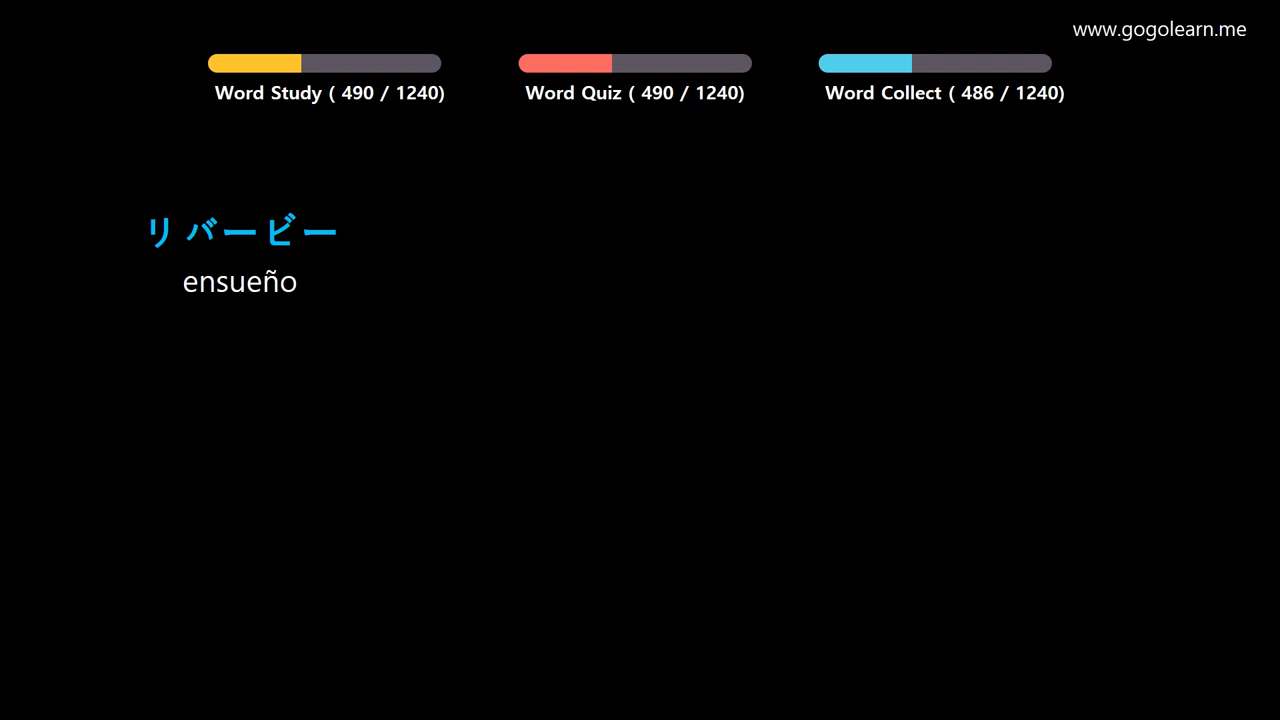 www.gogolearn.me
Word Study ( 490 / 1240)
Word Quiz ( 490 / 1240)
Word Collect ( 486 / 1240)
リバービー
ensueño